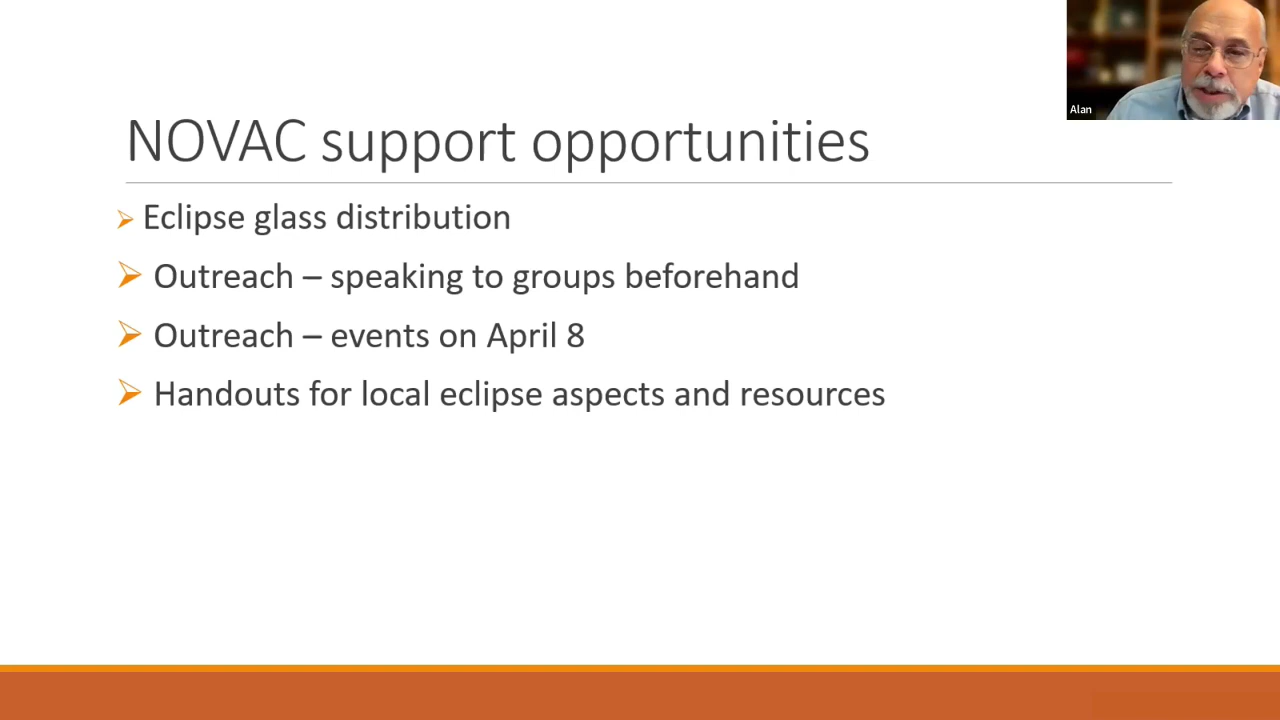 Alan
NOVAC support opportunities
Eclipse glass distribution
Outreach – speaking to groups beforehand
Outreach – events on April 8
Handouts for local eclipse aspects and resources